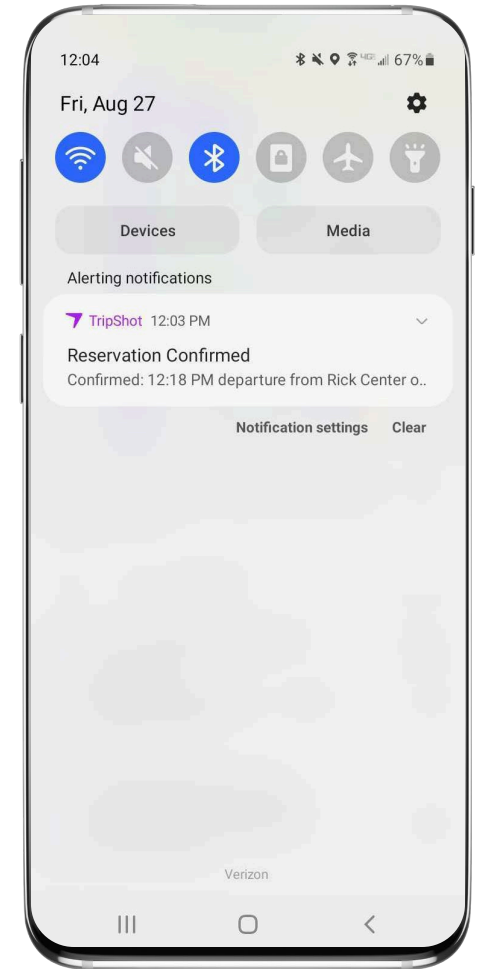 12:04 67%
Fri, Aug 27
Devices Media
Alerting notifications
TripShot 12:03 PM
Reservation Confirmed
Confirmed: 12:18 PM departure from Rick Center o..
Notification settings Clear
Verizon